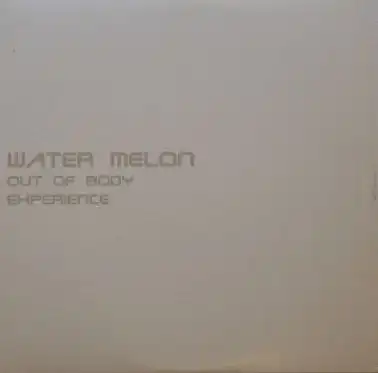 WATER MELON
OUT OF BODY
EXPERIENCE